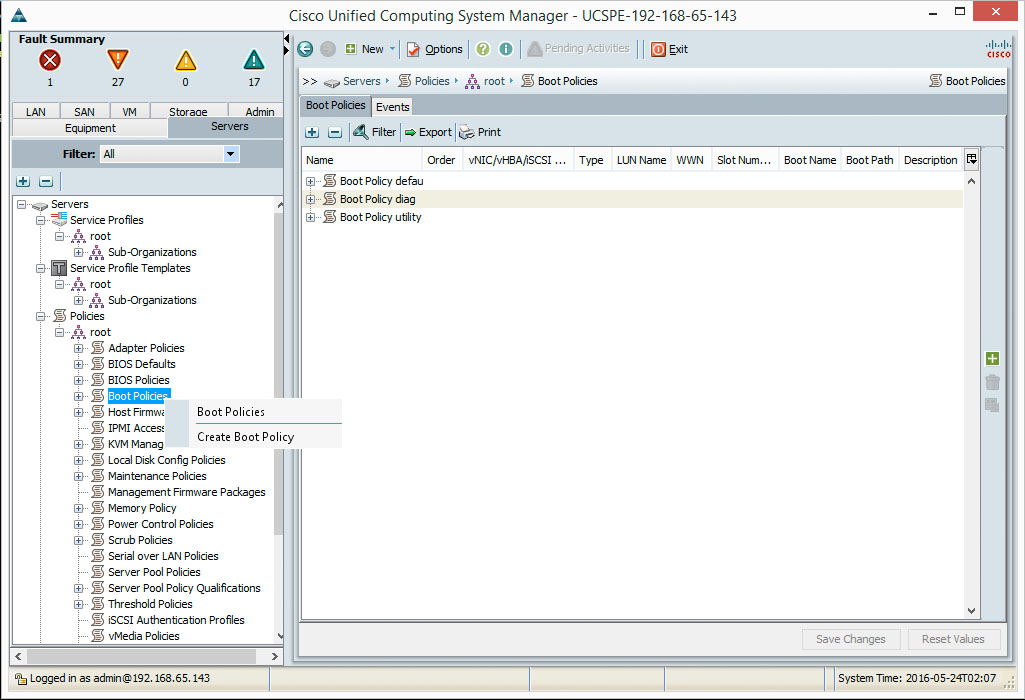 Cisco Unified Computing System Manager - UCSPE-192-168-65-143
Fault Summary
1 27 0 17
LAN SAN VM Storage Admin
Equipment Servers
Filter: All
Servers
Service Profiles
root
Sub-Organizations
Service Profile Templates
root
Sub-Organizations
Policies
root
Adapter Policies
BIOS Defaults
BIOS Policies
Boot Policies
Host Firmwa
IPMI Access
KVM Manag
Local Disk Config Policies
Maintenance Policies
Management Firmware Packages
Memory Policy
Power Control Policies
Scrub Policies
Serial over LAN Policies
Server Pool Policies
Server Pool Policy Qualifications
Threshold Policies
iSCSI Authentication Profiles
vMedia Policies
Boot Policies
Create Boot Policy
New Options Pending Activities Exit
CISCO
>> Servers Policies root Boot Policies Boot Policies
Boot Policies Events
Filter Export Print
Name Order vNIC/vHBA/iSCSI ... Type LUN Name WWN Slot Num... Boot Name Boot Path Description
Boot Policy defau
Boot Policy diag
Boot Policy utility
Save Changes Reset Values
Logged in as admin@192.168.65.143 System Time: 2016-05-24T02:07